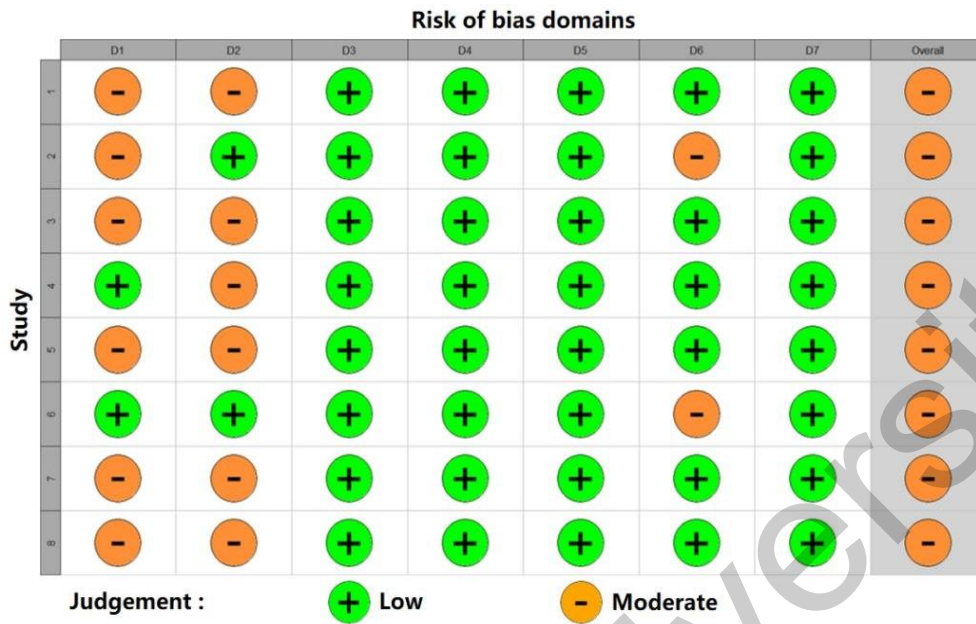 Risk of bias domains
D1 D2 D3 D4 D5 D6 D7 Overall
1 - - + + + + + -
2 - + + + + - + -
3 - - + + + + + -
4 + - + + + + + -
5 - - + + + + + -
6 + + + + + - + -
7 - - + + + + + -
8 - - + + + + + -
Study
Judgement : + Low - Moderate